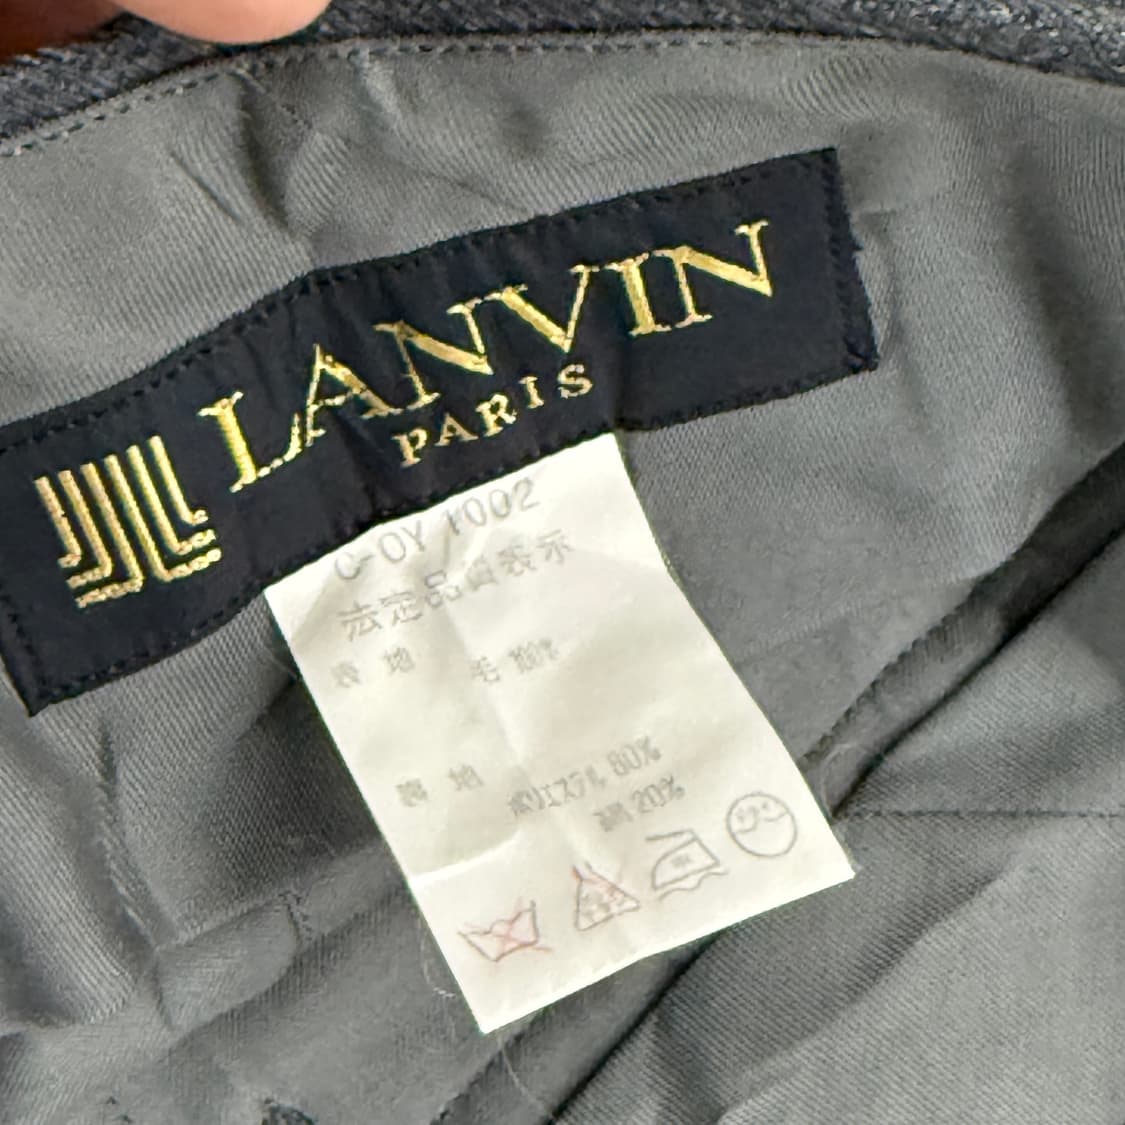 LANVIN
PARIS
C-OY 1002
法定品質表示
表 地 毛 100%
裏 地 ポリエステル 80%
綿 20%